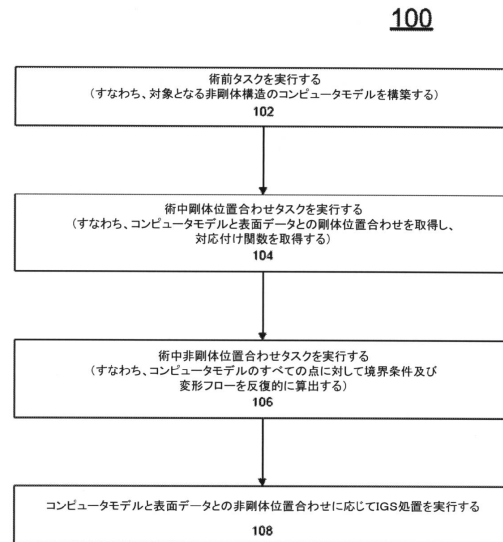 100
術前タスクを実行する
(すなわち、対象となる非剛体構造のコンピュータモデルを構築する)
102
術中剛体位置合わせタスクを実行する
(すなわち、コンピュータモデルと表面データとの剛体位置合わせを取得し、
対応付け関数を取得する)
104
術中非剛体位置合わせタスクを実行する
(すなわち、コンピュータモデルのすべての点に対して境界条件及び
変形フローを反復的に算出する)
106
コンピュータモデルと表面データとの非剛体位置合わせに応じてIGS処置を実行する
108